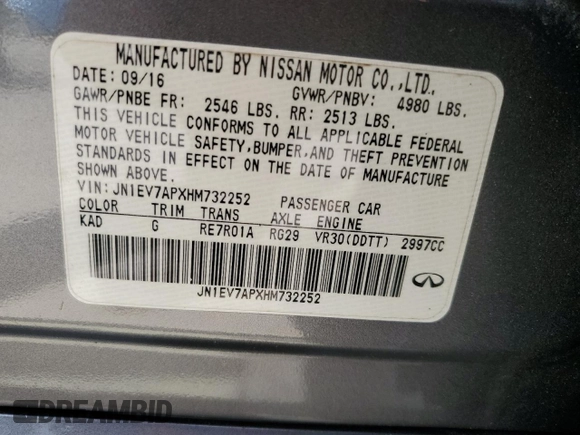 MANUFACTURED BY NISSAN MOTOR CO.,LTD.
DATE: 09/16 GVWR/PNBV: 4980 LBS.
GAWR/PNBE FR: 2546 LBS. RR: 2513 LBS.
THIS VEHICLE CONFORMS TO ALL APPLICABLE FEDERAL
MOTOR VEHICLE SAFETY,BUMPER,AND THEFT PREVENTION
STANDARDS IN EFFECT ON THE DATE OF MANUFACTURE
SHOWN ABOVE.
VIN: JN1EV7APXHM732252 PASSENGER CAR
COLOR TRIM TRANS AXLE ENGINE
KAD G RE7R01A RG29 VR30(DDTT) 2997CC
JN1EV7APXHM732252
DREAMBID